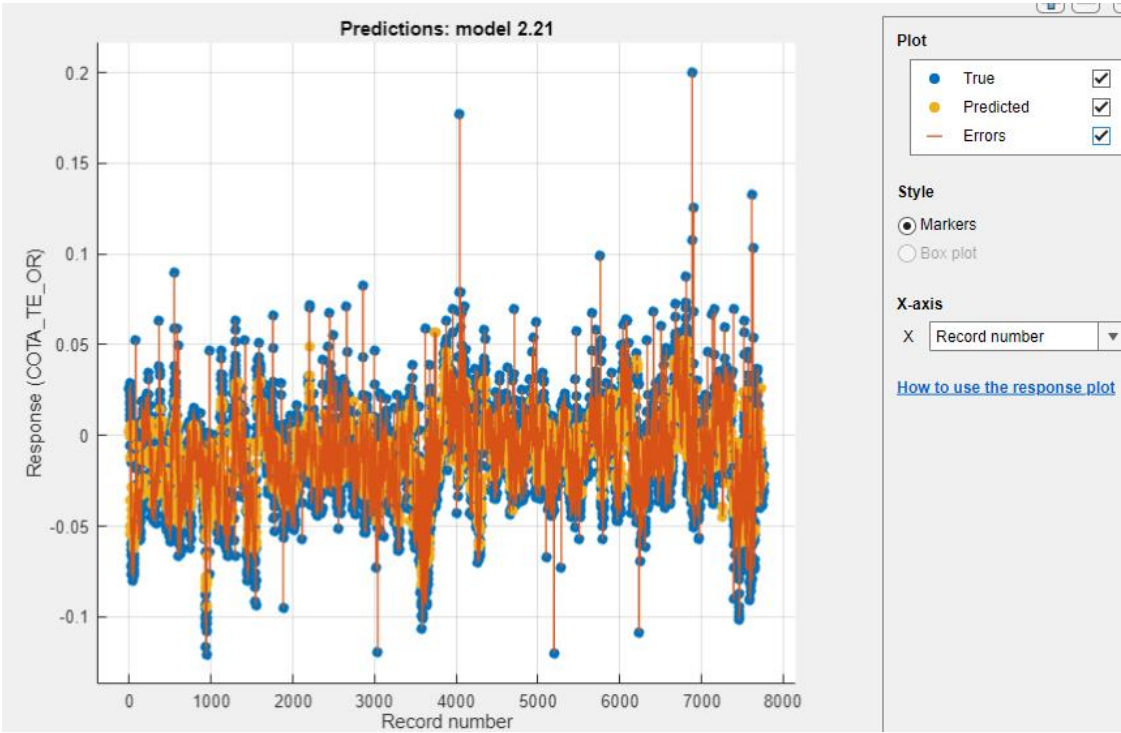 Predictions: model 2.21
Response (COTA_TE_OR)
0.2
0.15
0.1
0.05
0
-0.05
-0.1
0 1000 2000 3000 4000 5000 6000 7000 8000
Record number
Plot
True
Predicted
Errors
Style
Markers
Box plot
X-axis
X Record number
How to use the response plot